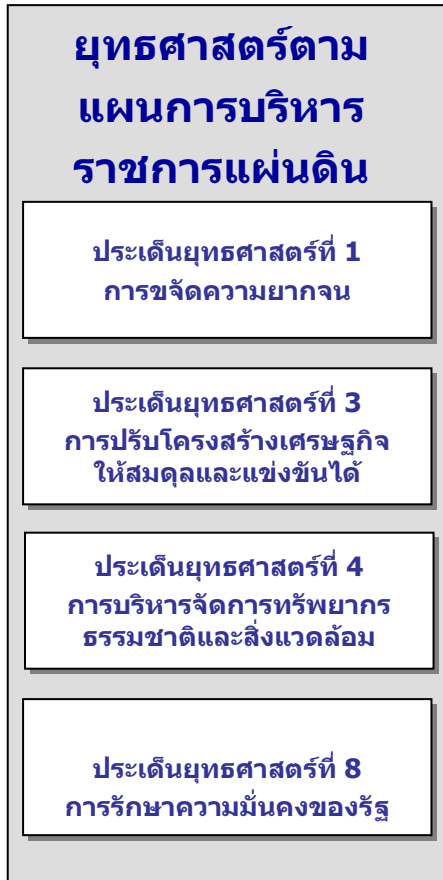 ยุทธศาสตร์ตาม
แผนการบริหาร
ราชการแผ่นดิน
ประเด็นยุทธศาสตร์ที่ 1
การขจัดความยากจน
ประเด็นยุทธศาสตร์ที่ 3
การปรับโครงสร้างเศรษฐกิจ
ให้สมดุลและแข่งขันได้
ประเด็นยุทธศาสตร์ที่ 4
การบริหารจัดการทรัพยากร
ธรรมชาติและสิ่งแวดล้อม
ประเด็นยุทธศาสตร์ที่ 8
การรักษาความมั่นคงของรัฐ